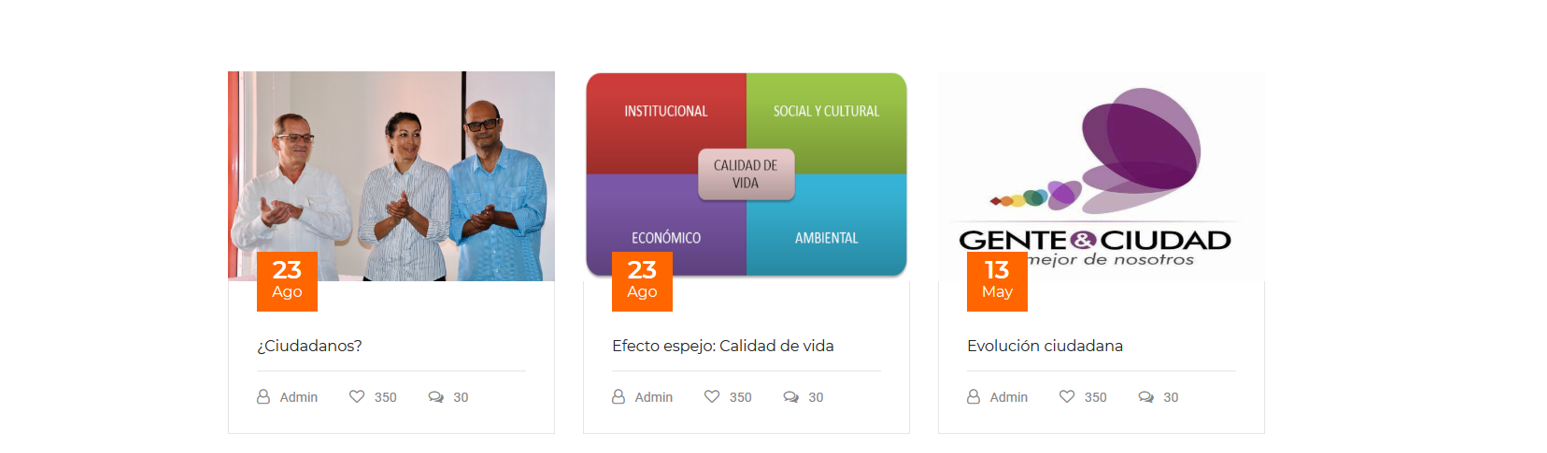 INSTITUCIONAL
SOCIAL Y CULTURAL
CALIDAD DE
VIDA
ECONÓMICO
AMBIENTAL
GENTE & CIUDAD
mejor de nosotros
23
Ago
23
Ago
13
May
¿Ciudadanos?
Efecto espejo: Calidad de vida
Evolución ciudadana
Admin 350 30
Admin 350 30
Admin 350 30